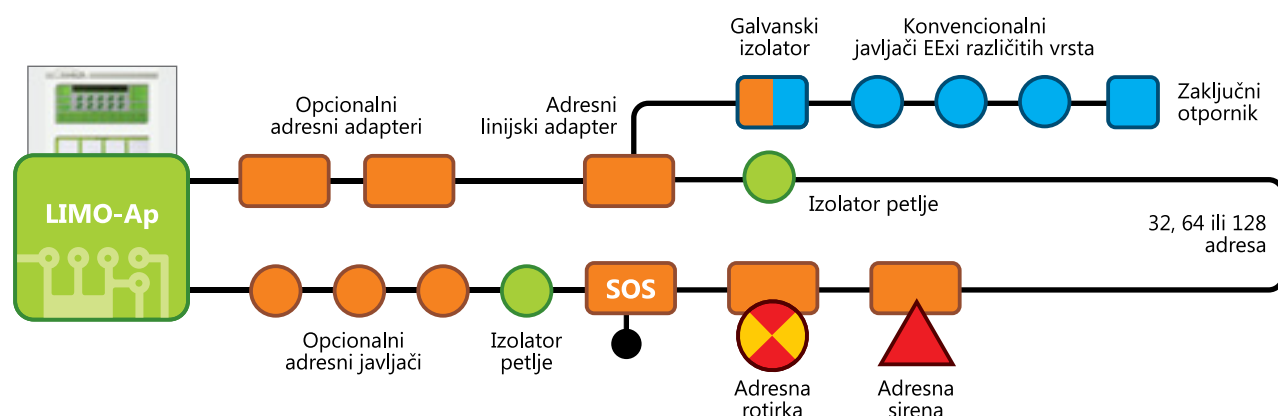 Galvanski
izolator
Konvencionalni
javljači EExi različitih vrsta
Zaključni
otpornik
Opcionalni
adresni adapteri
Adresni
linijski adapter
LIMO-Ap
Izolator petlje
32, 64 ili 128
adresa
SOS
Opcionalni
adresni javljači
Izolator
petlje
Adresna
rotirka
Adresna
sirena